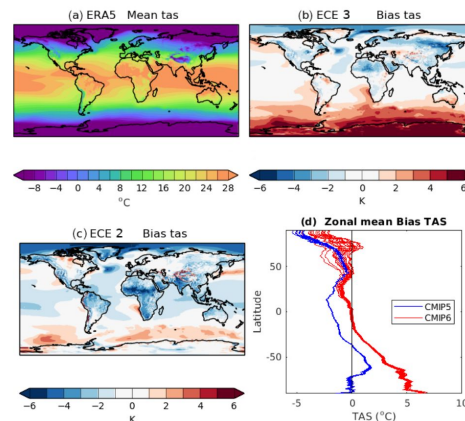 (a) ERA5 Mean tas
(b) ECE 3 Bias tas
-8 -4 0 4 8 12 16 20 24 28
°C
-6 -4 -2 0 2 4 6
K
(c) ECE 2 Bias tas
-6 -4 -2 0 2 4 6
K
(d) Zonal mean Bias TAS
Latitude
50
0
-50
CMIP5
CMIP6
-5 0 5 10
TAS (°C)